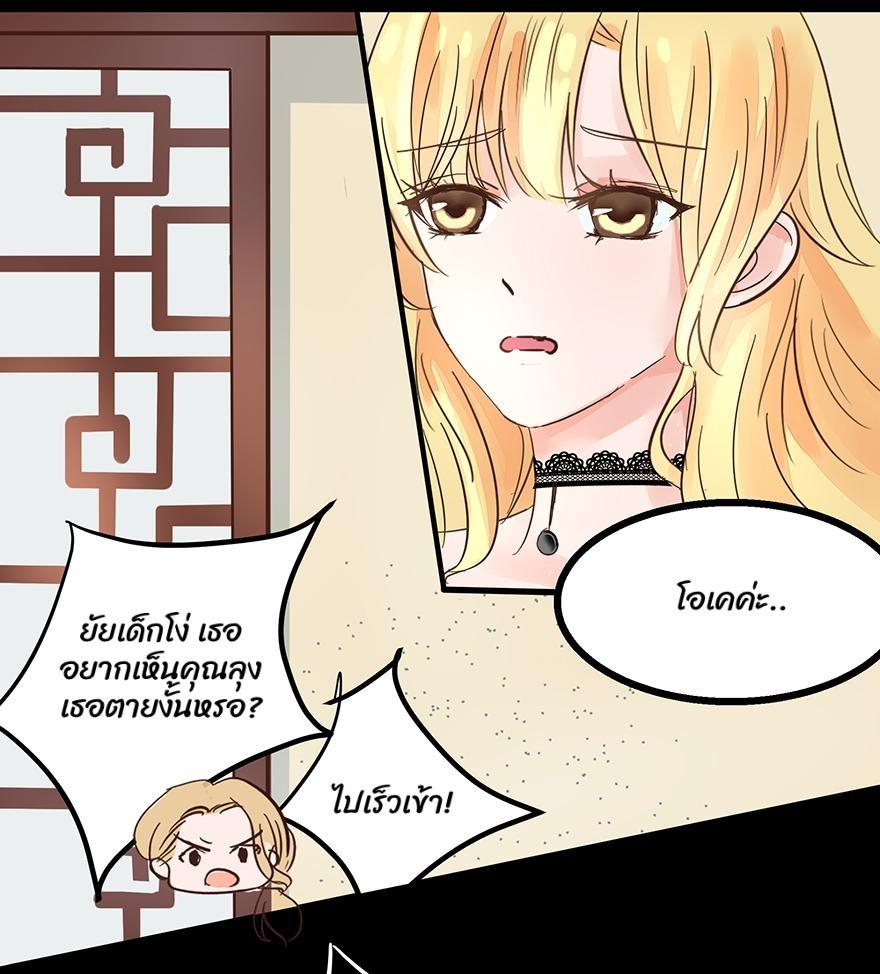 โอเคค่ะ..
ยัยเด็กโง่ เธอ
อยากเห็นคุณลุง
เธอตายงั้นหรอ?
ไปเร็วเข้า!